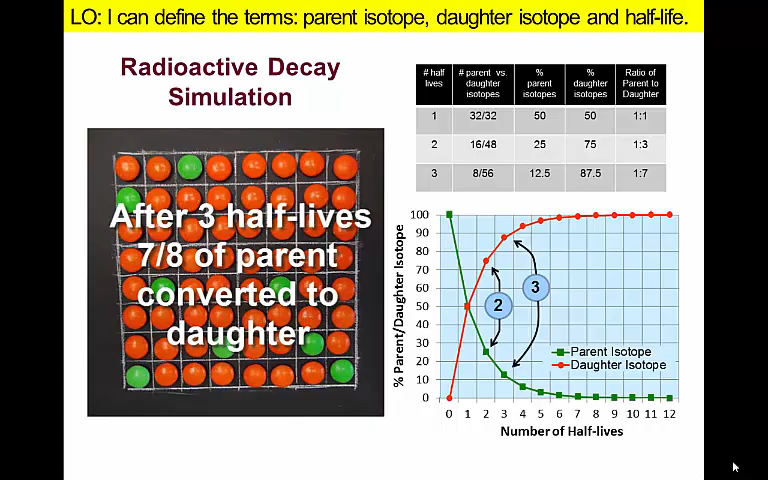 LO: I can define the terms: parent isotope, daughter isotope and half-life.
Radioactive Decay
Simulation
After 3 half-lives
7/8 of parent
converted to
daughter
# half lives # parent vs. daughter isotopes % parent isotopes % daughter isotopes Ratio of Parent to Daughter
1 32/32 50 50 1:1
2 16/48 25 75 1:3
3 8/56 12.5 87.5 1:7
% Parent/Daughter Isotope
100
90
80
70
60
50
40
30
20
10
0
3
2
Parent Isotope
Daughter Isotope
0 1 2 3 4 5 6 7 8 9 10 11 12
Number of Half-lives